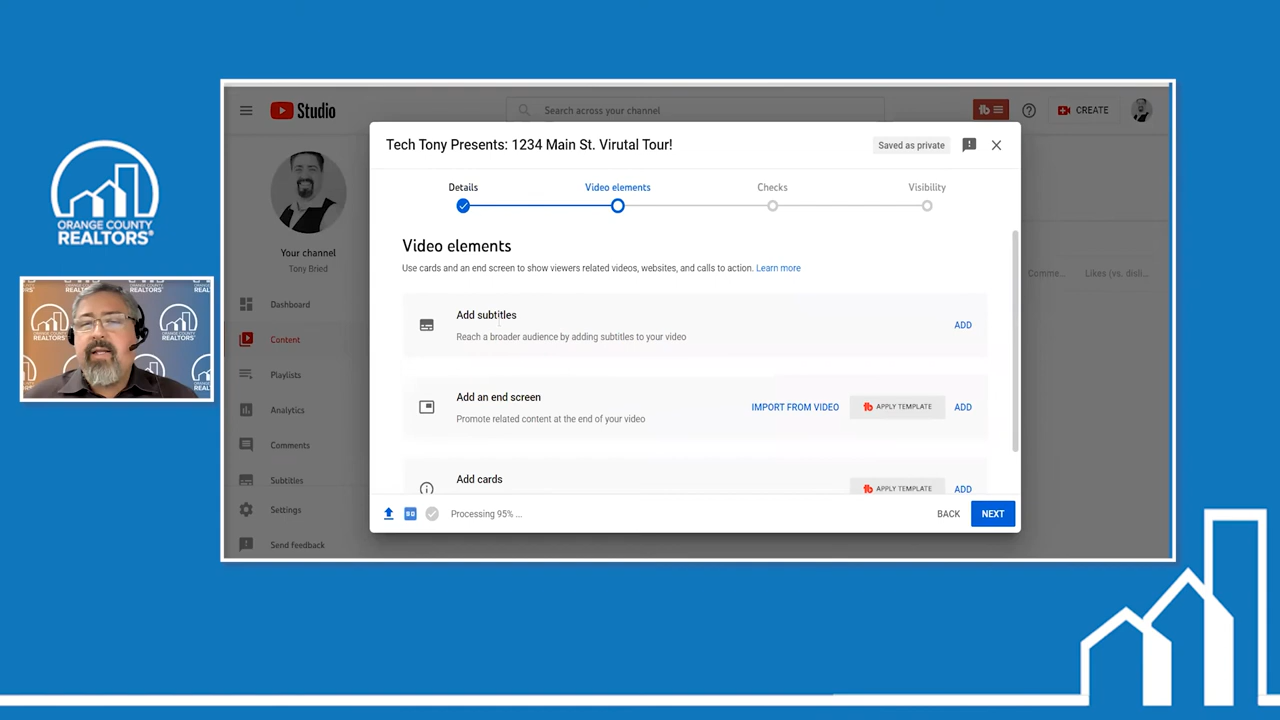 ORANGE COUNTY
REALTORS®
Studio
Search across your channel
CREATE
Your channel
Tony Bried
Dashboard
Content
Playlists
Analytics
Comments
Subtitles
Settings
Send feedback
Comme...
Likes (vs. disli...
Tech Tony Presents: 1234 Main St. Virutal Tour!
Saved as private
Details
Video elements
Checks
Visibility
Video elements
Use cards and an end screen to show viewers related videos, websites, and calls to action. Learn more
Add subtitles
Reach a broader audience by adding subtitles to your video
ADD
Add an end screen
Promote related content at the end of your video
IMPORT FROM VIDEO
APPLY TEMPLATE
ADD
Add cards
APPLY TEMPLATE
ADD
Processing 95% ...
BACK
NEXT